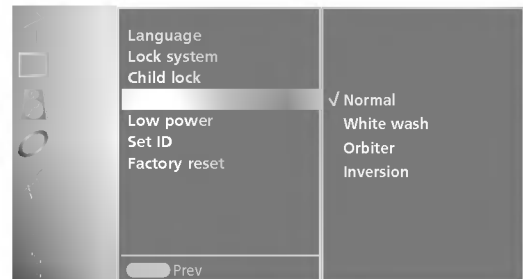 Language
Lock system
Child lock
Low power
Set ID
Factory reset
Prev
√ Normal
White wash
Orbiter
Inversion